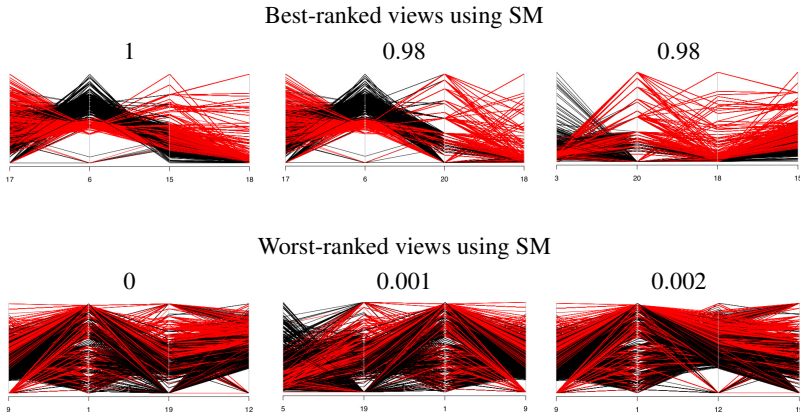 Best-ranked views using SM
1 0.98 0.98
17 6 15 18 17 6 20 18 3 20 18 15
Worst-ranked views using SM
0 0.001 0.002
9 1 19 12 5 19 1 9 9 1 12 15